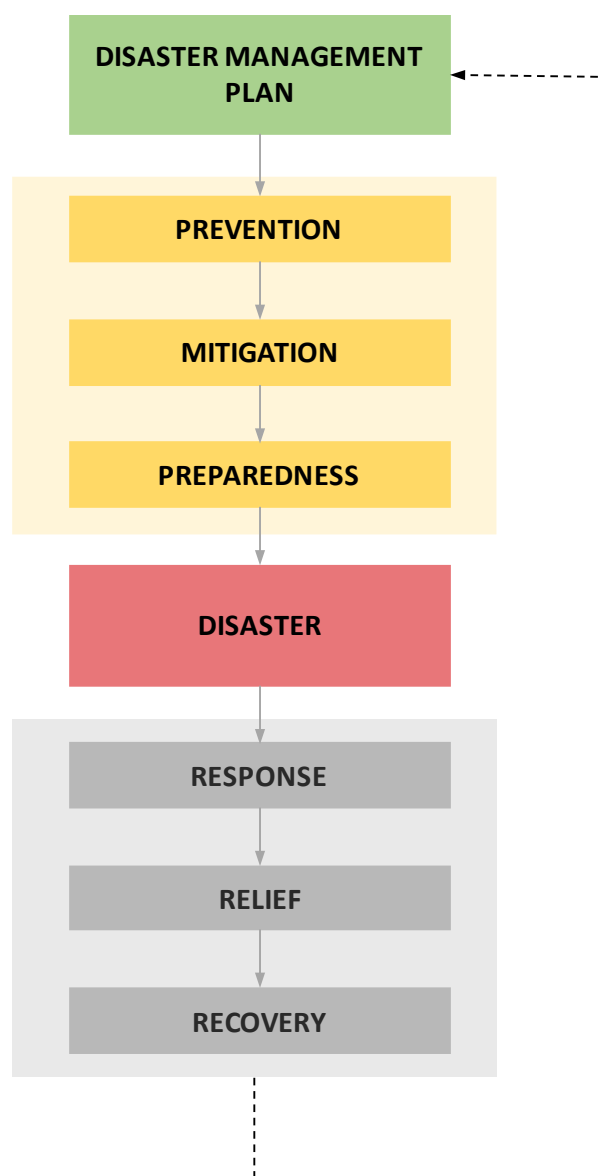 DISASTER MANAGEMENT
PLAN
PREVENTION
MITIGATION
PREPAREDNESS
DISASTER
RESPONSE
RELIEF
RECOVERY